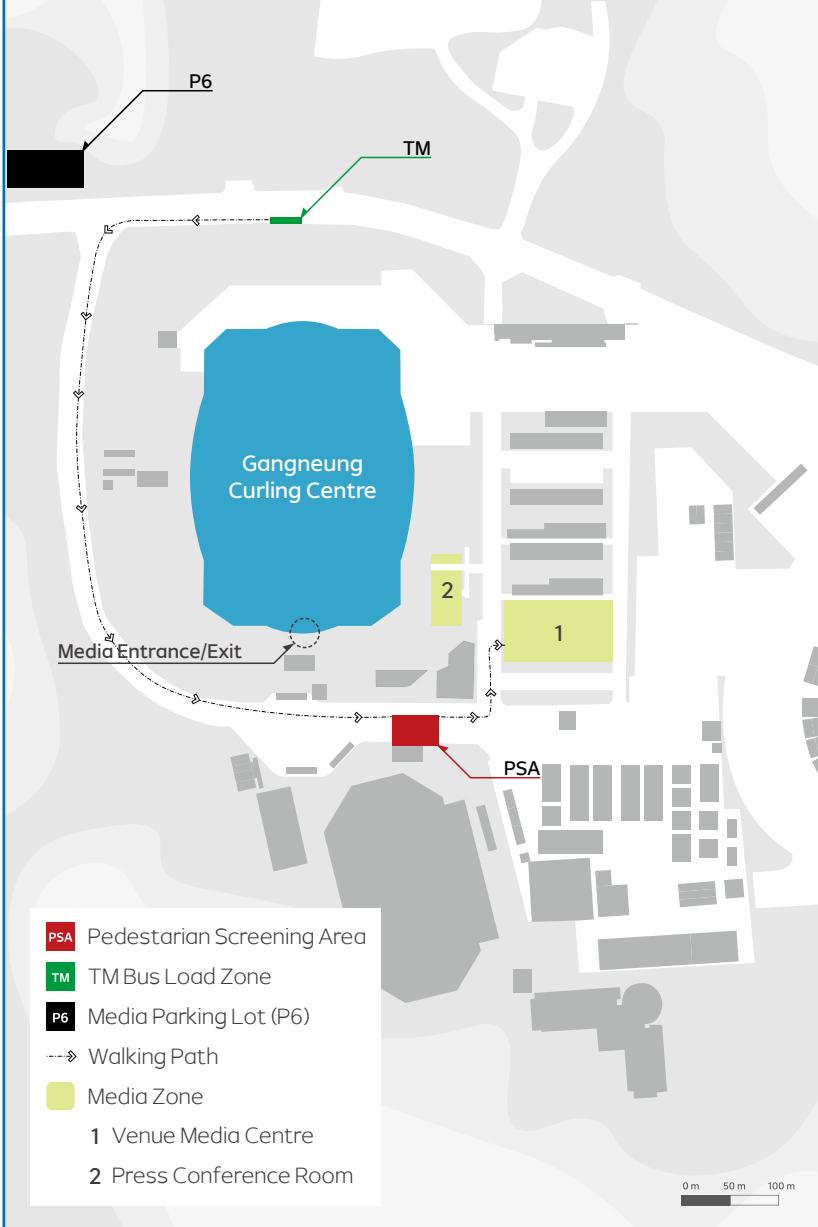 P6
TM
Gangneung
Curling Centre
2
1
Media Entrance/Exit
PSA
PSA Pedestarian Screening Area
TM TM Bus Load Zone
P6 Media Parking Lot (P6)
Walking Path
Media Zone
1 Venue Media Centre
2 Press Conference Room
0 m 50 m 100 m